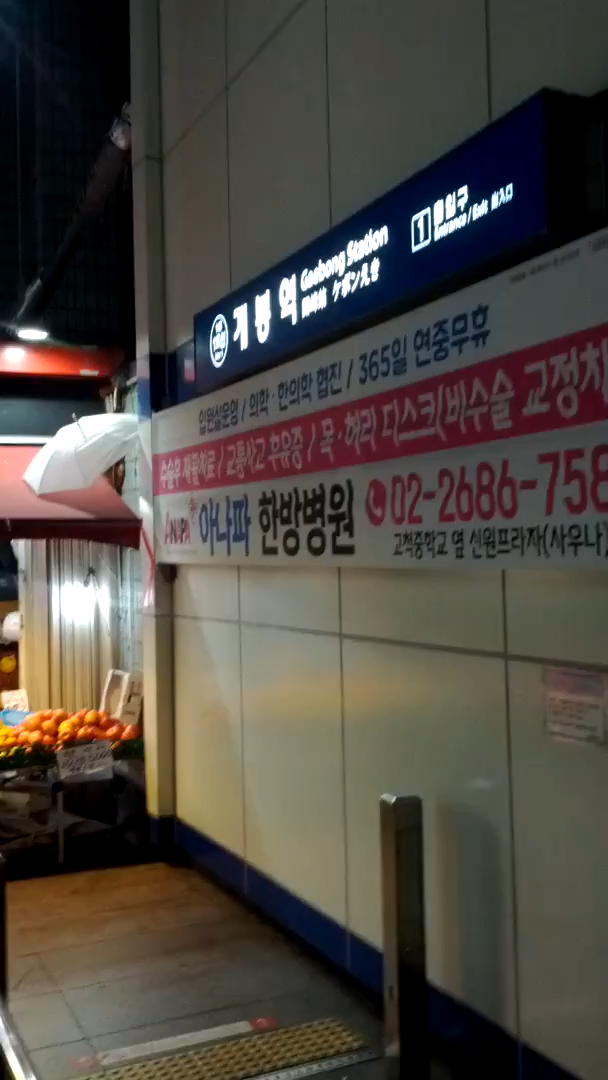 개봉역 Gaebong Station
開峰站 ケボン
1 출입구
Entrance / Exit 出入口
입원실운영 / 의학·한의학 협진 / 365일 연중무휴
수술후 재활치료 / 교통사고 후유증 / 목·허리 디스크(비수술 교정치
ANIPA 아나파 한방병원 02-2686-758
고척중학교 옆 신원프라자(사우나)